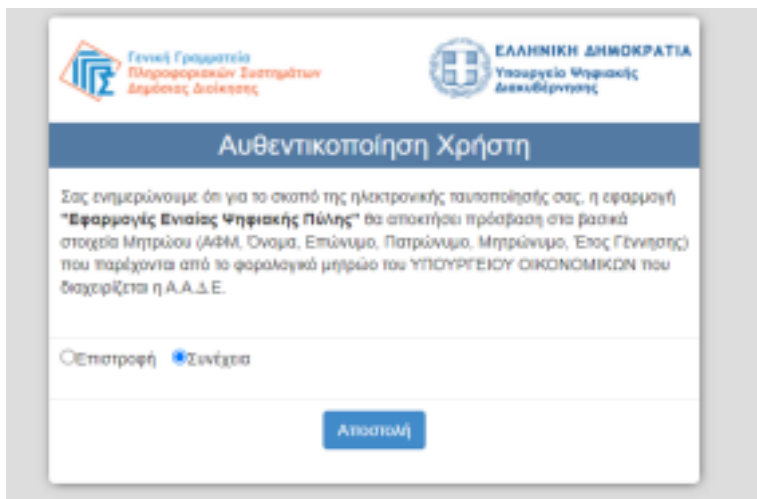 Γενική Γραμματεία
Πληροφοριακών Συστημάτων
Δημόσιας Διοίκησης
ΕΛΛΗΝΙΚΗ ΔΗΜΟΚΡΑΤΙΑ
Υπουργείο Ψηφιακής
Διακυβέρνησης
Αυθεντικοποίηση Χρήστη
Σας ενημερώνουμε ότι για το σκοπό της ηλεκτρονικής ταυτοποίησής σας, η εφαρμογή
"Εφαρμογές Ενιαίας Ψηφιακής Πύλης" θα αποκτήσει πρόσβαση στα βασικά
στοιχεία Μητρώου (ΑΦΜ, Όνομα, Επώνυμο, Πατρώνυμο, Μητρώνυμο, Έτος Γέννησης)
που παρέχονται από το φορολογικό μητρώο του ΥΠΟΥΡΓΕΙΟΥ ΟΙΚΟΝΟΜΙΚΩΝ που
διαχειρίζεται η Α.Α.Δ.Ε.
Επιστροφή Συνέχεια
Αποστολή